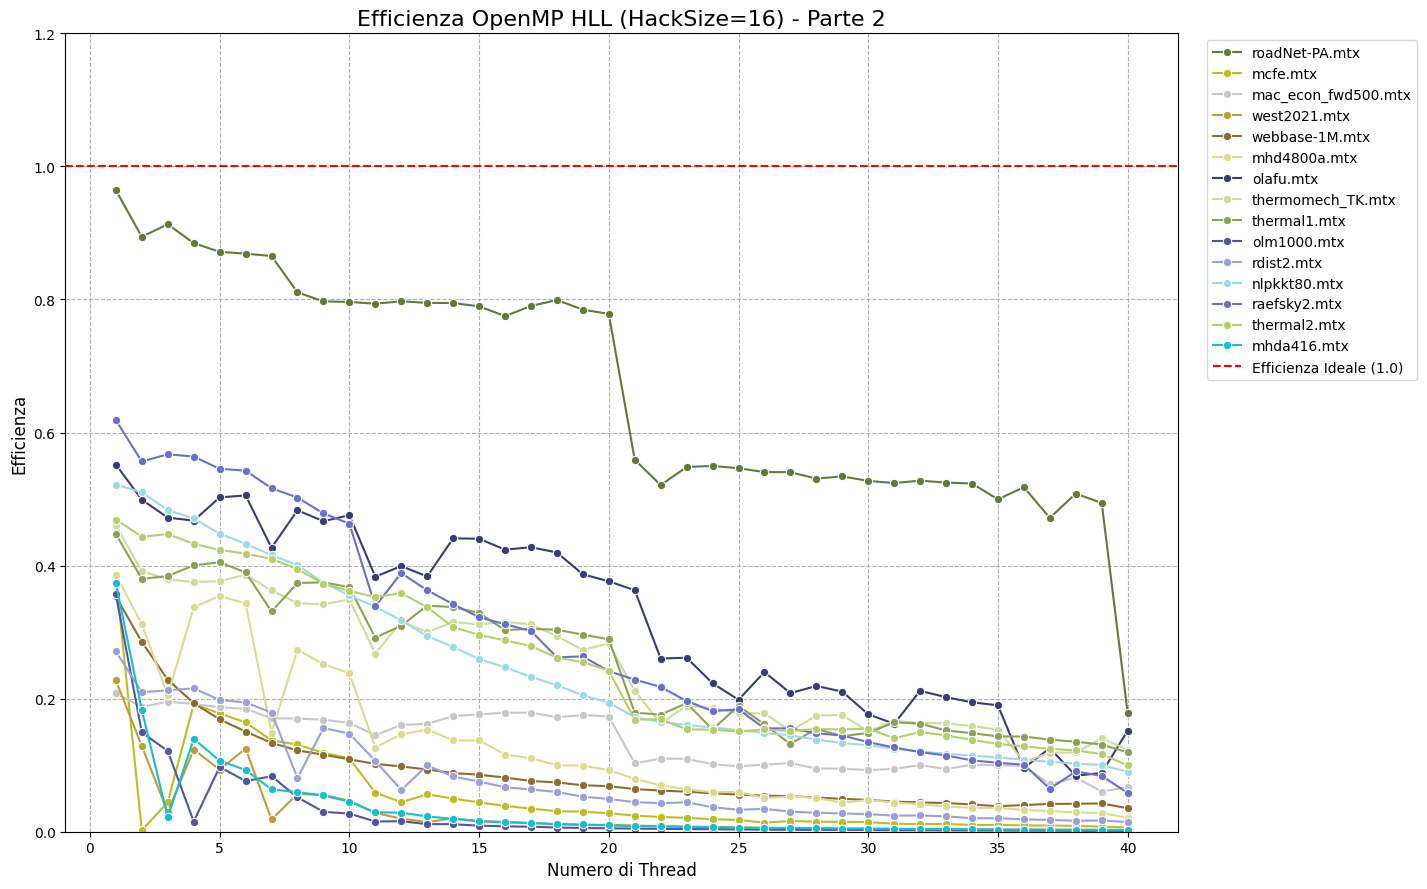 Efficienza OpenMP HLL (HackSize=16) - Parte 2
1.2
1.0
0.8
0.6
0.4
0.2
0.0
Efficienza
0
5
10
15
20
25
30
35
40
Numero di Thread
roadNet-PA.mtx
mcfe.mtx
mac_econ_fwd500.mtx
west2021.mtx
webbase-1M.mtx
mhd4800a.mtx
olafu.mtx
thermomech_TK.mtx
thermal1.mtx
olm1000.mtx
rdist2.mtx
nlpkkt80.mtx
raefsky2.mtx
thermal2.mtx
mhda416.mtx
Efficienza Ideale (1.0)